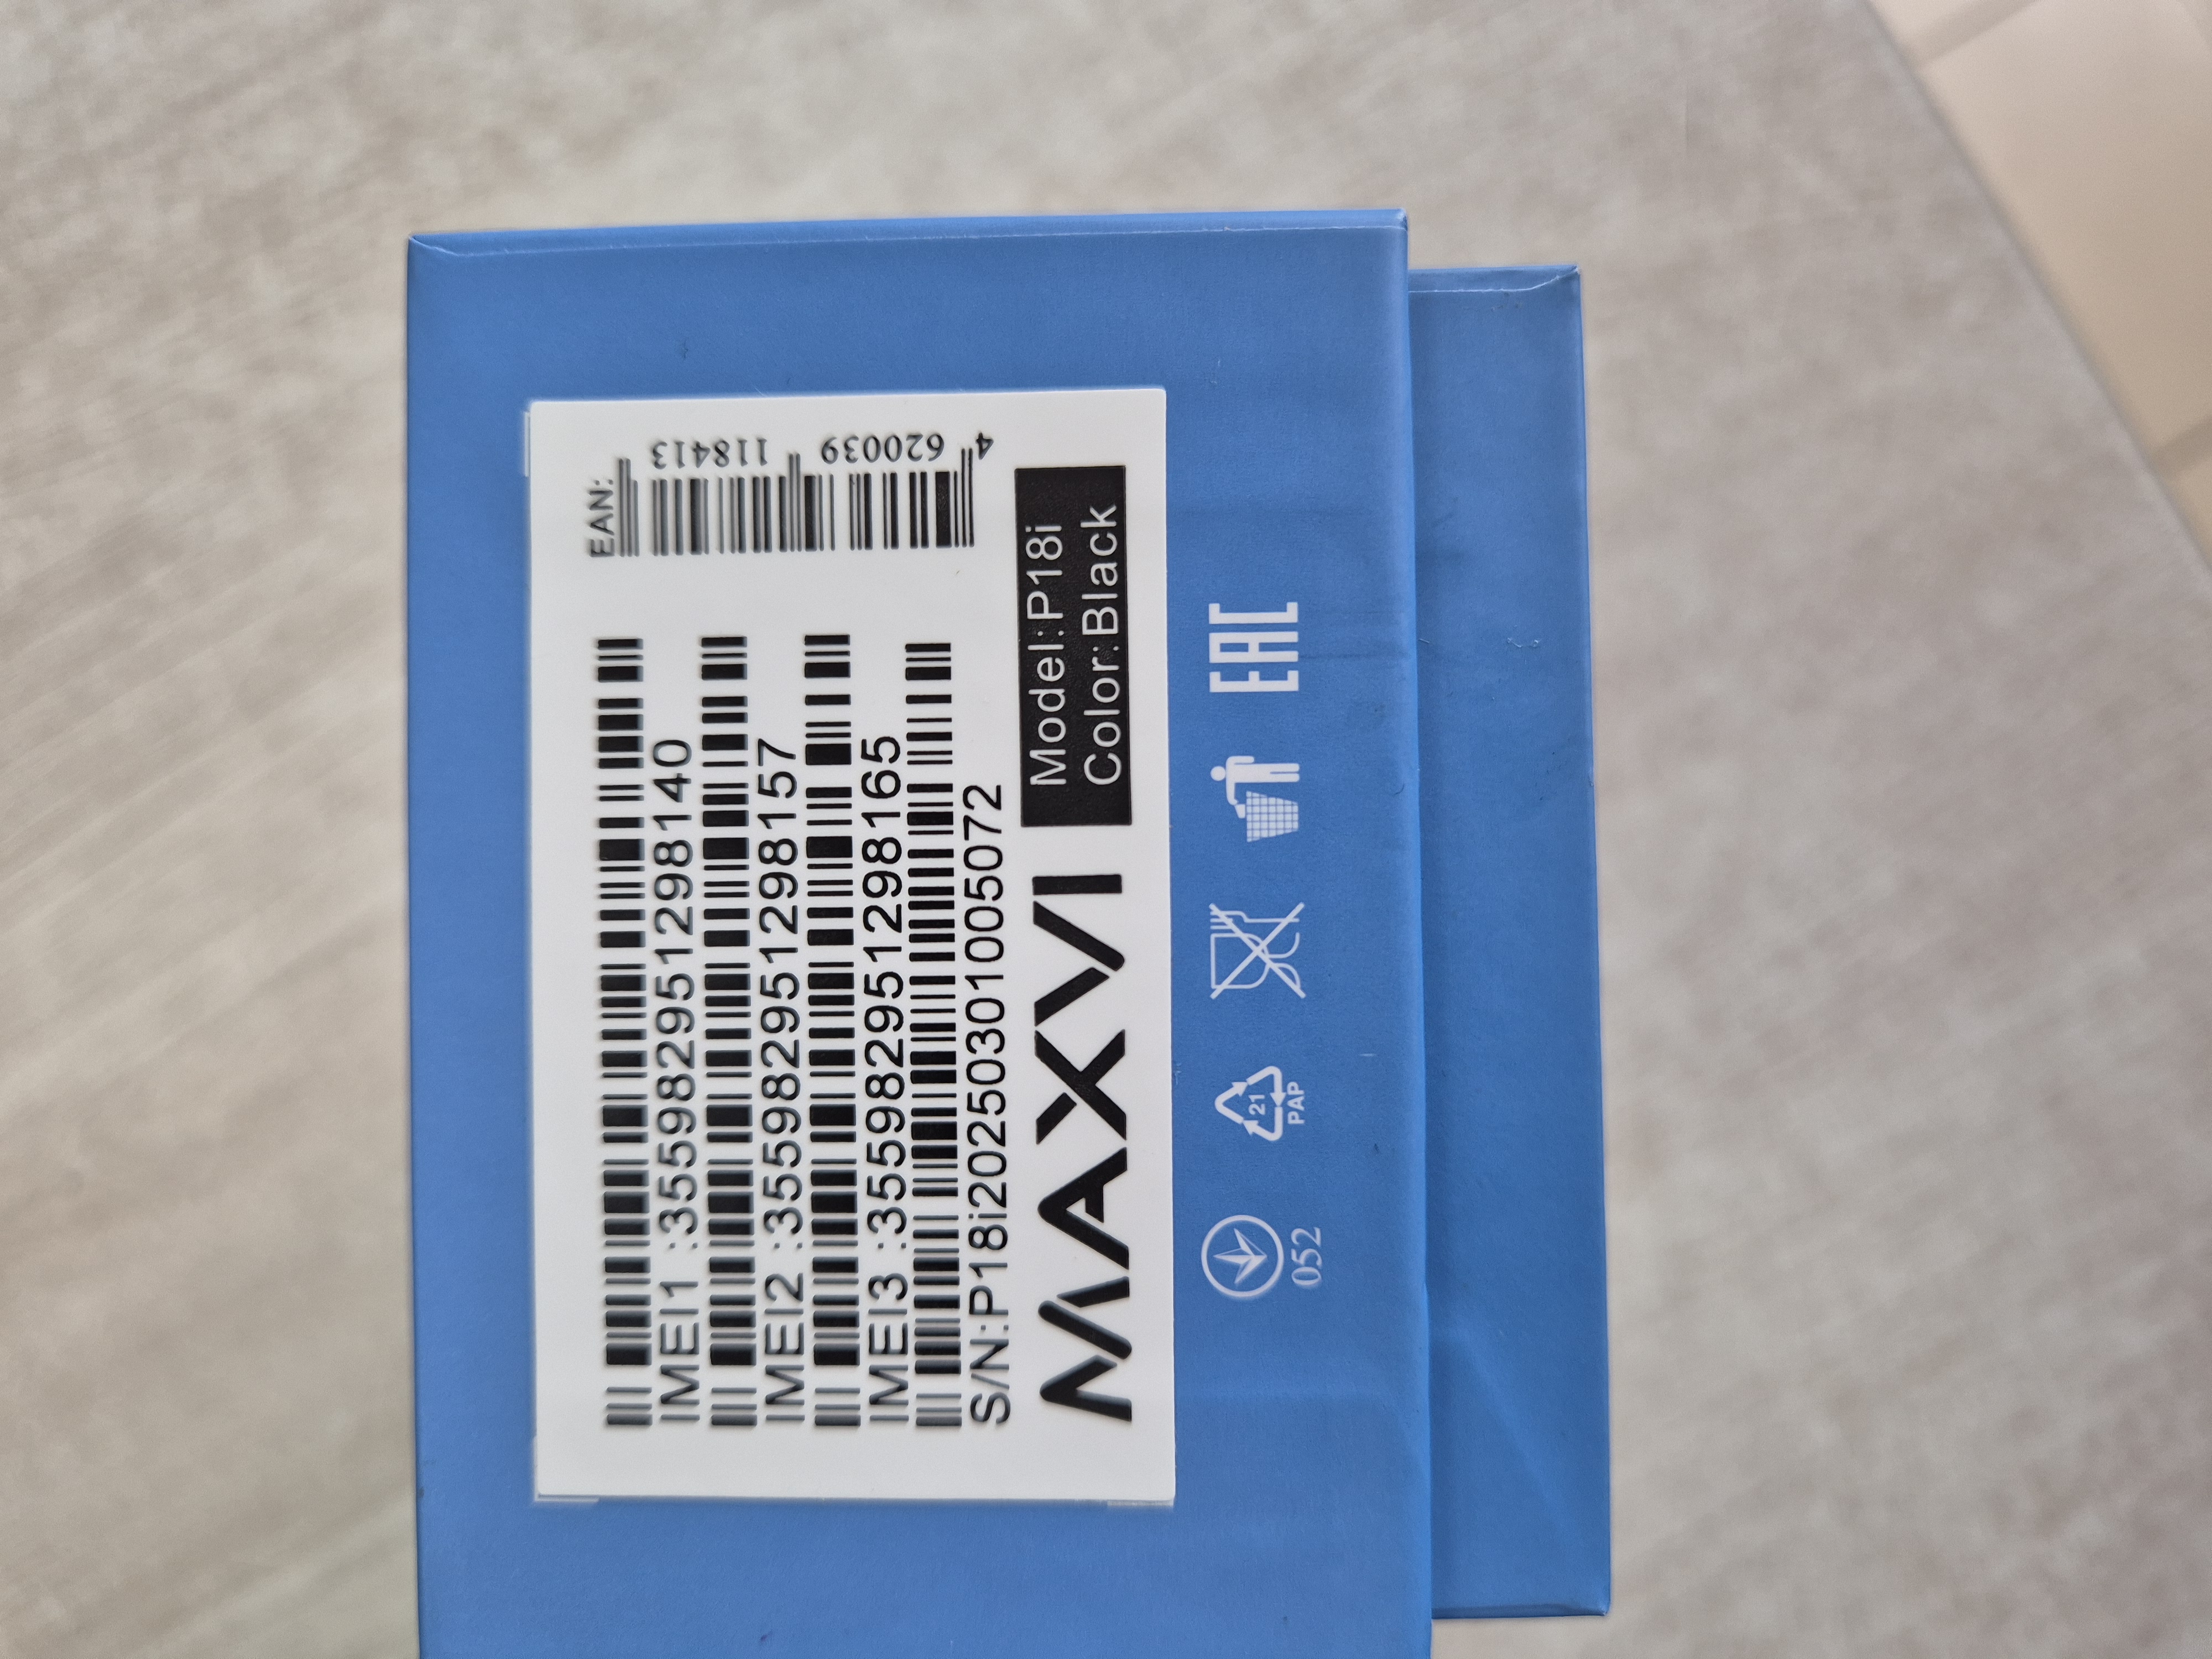 EAN:
4 620039 118413
IMEI1 :355982951298140
IMEI2 :355982951298157
IMEI3 :355982951298165
S/N:P18i20250301005072
MAXVI
Model:P18i
Color:Black
052
21
PAP
EAC